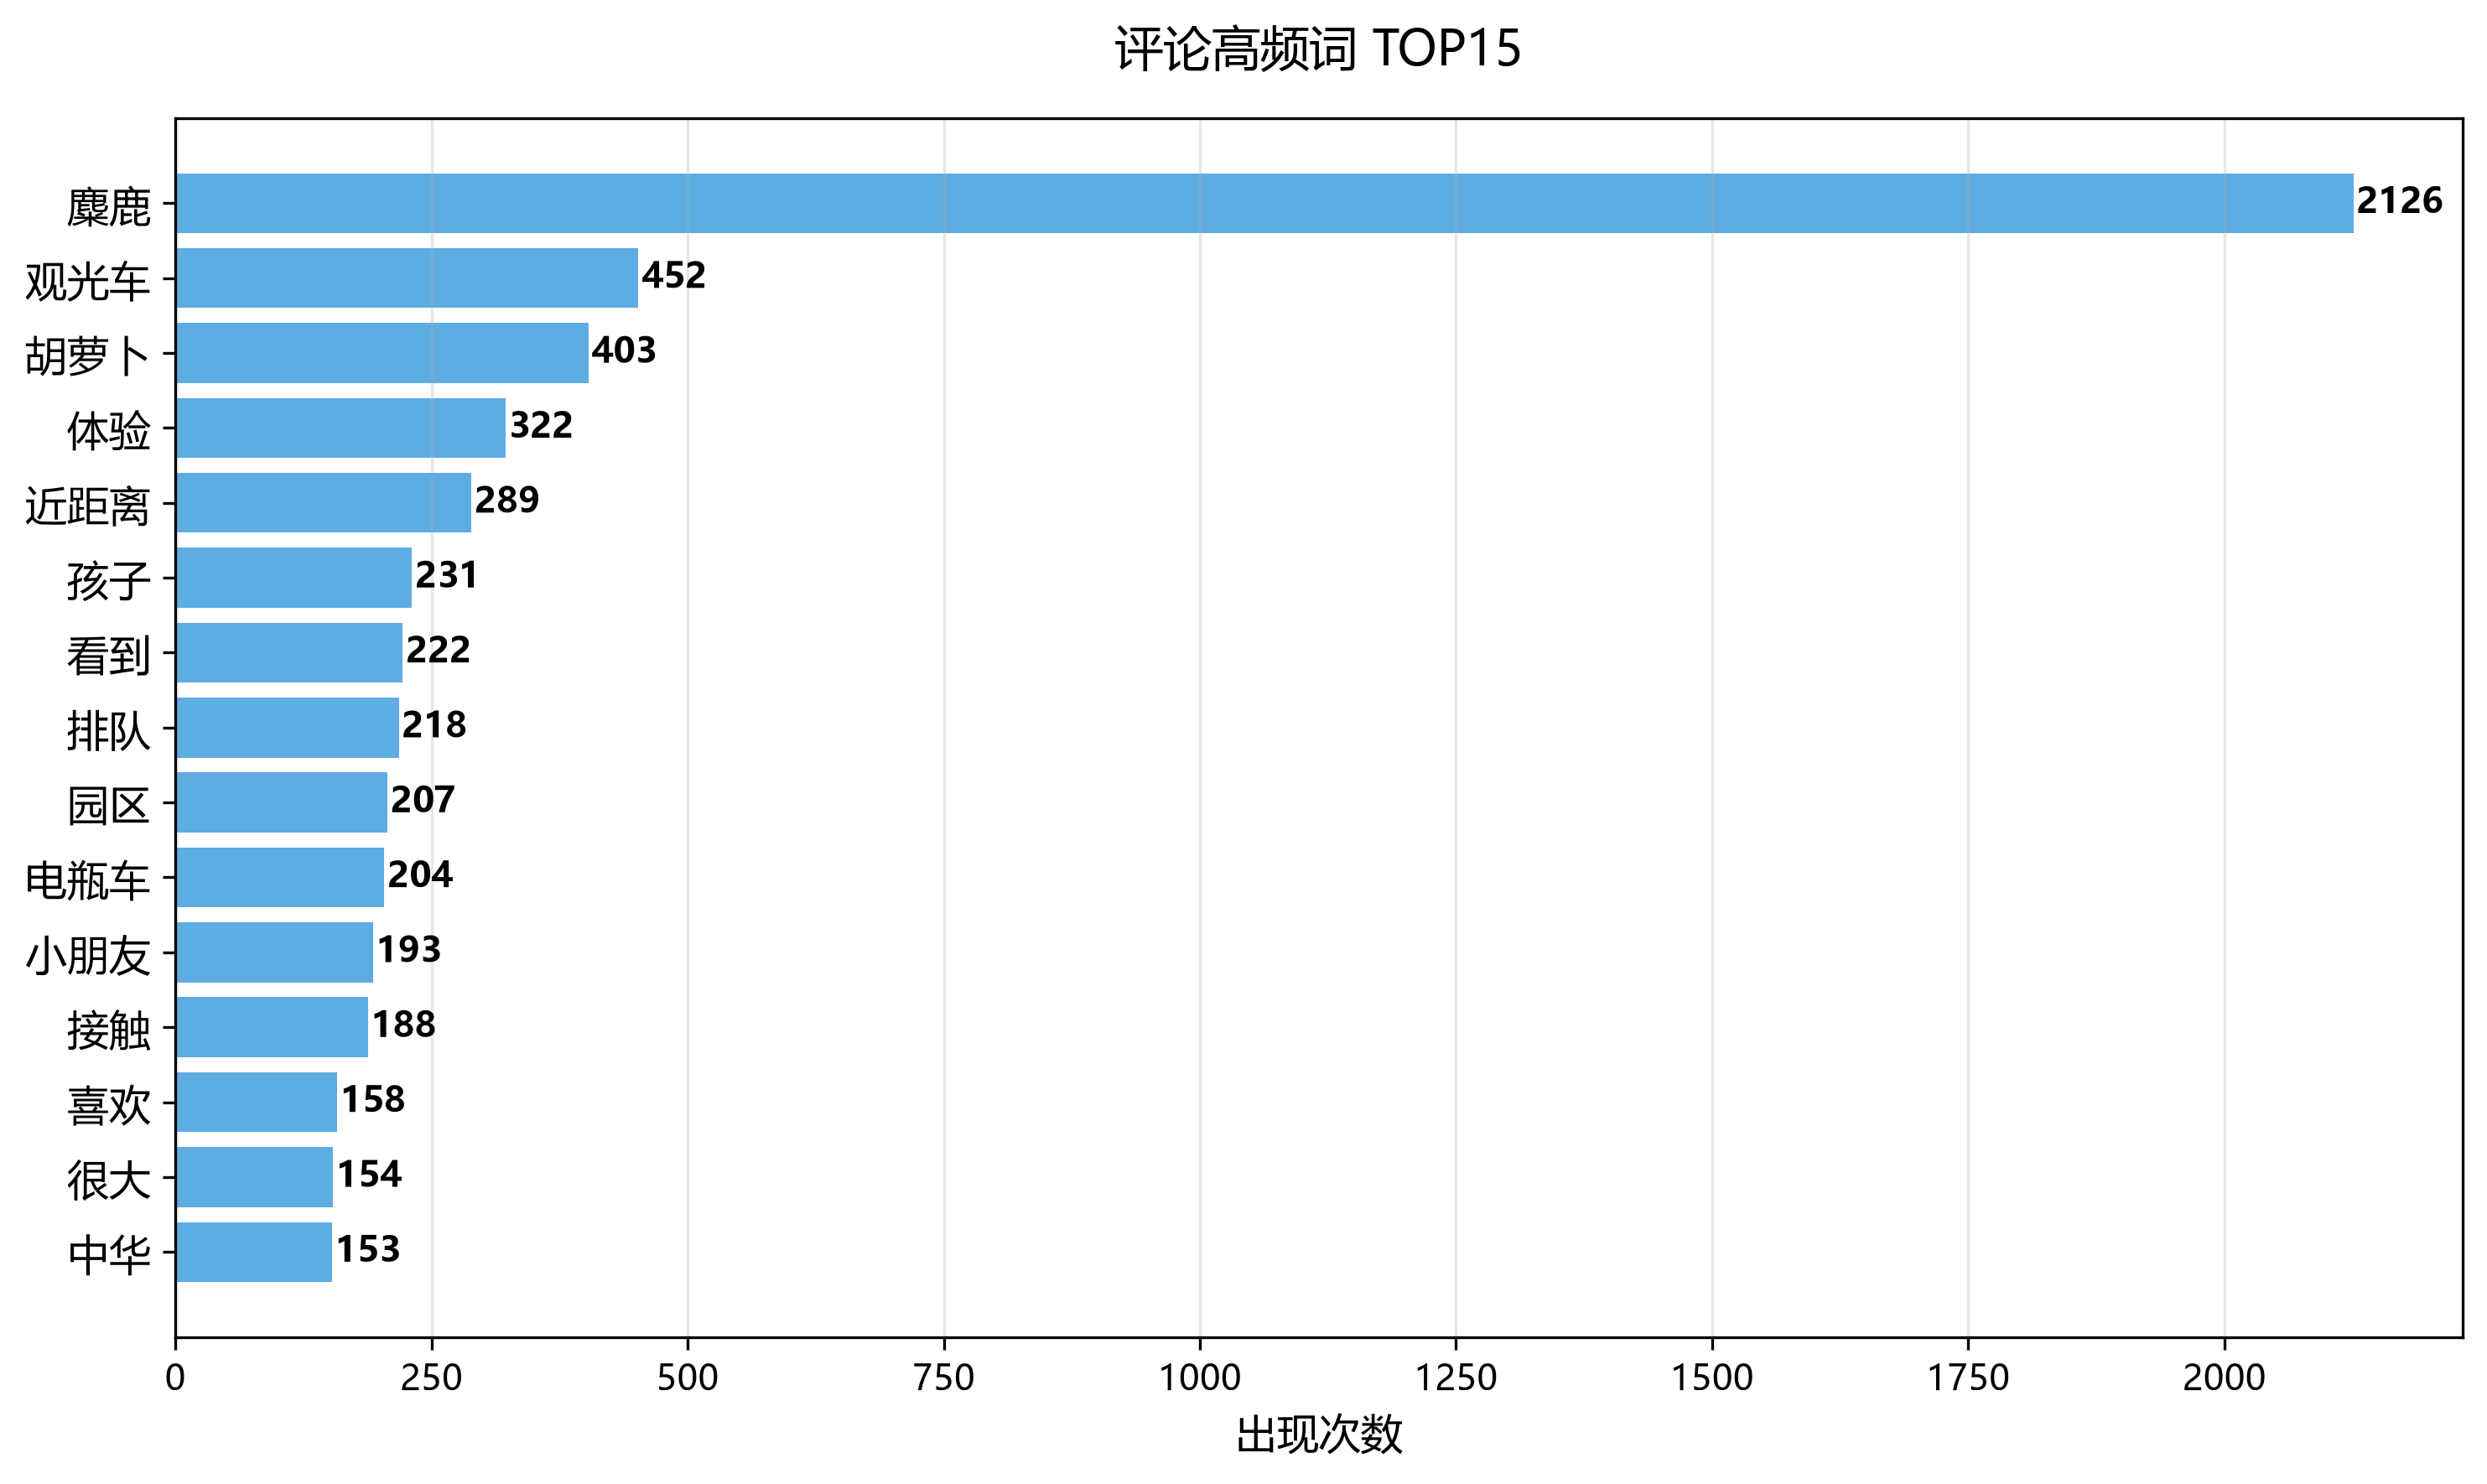 评论高频词 TOP15
麋鹿 2126
观光车 452
胡萝卜 403
体验 322
近距离 289
孩子 231
看到 222
排队 218
园区 207
电瓶车 204
小朋友 193
接触 188
喜欢 158
很大 154
中华 153
0 250 500 750 1000 1250 1500 1750 2000
出现次数